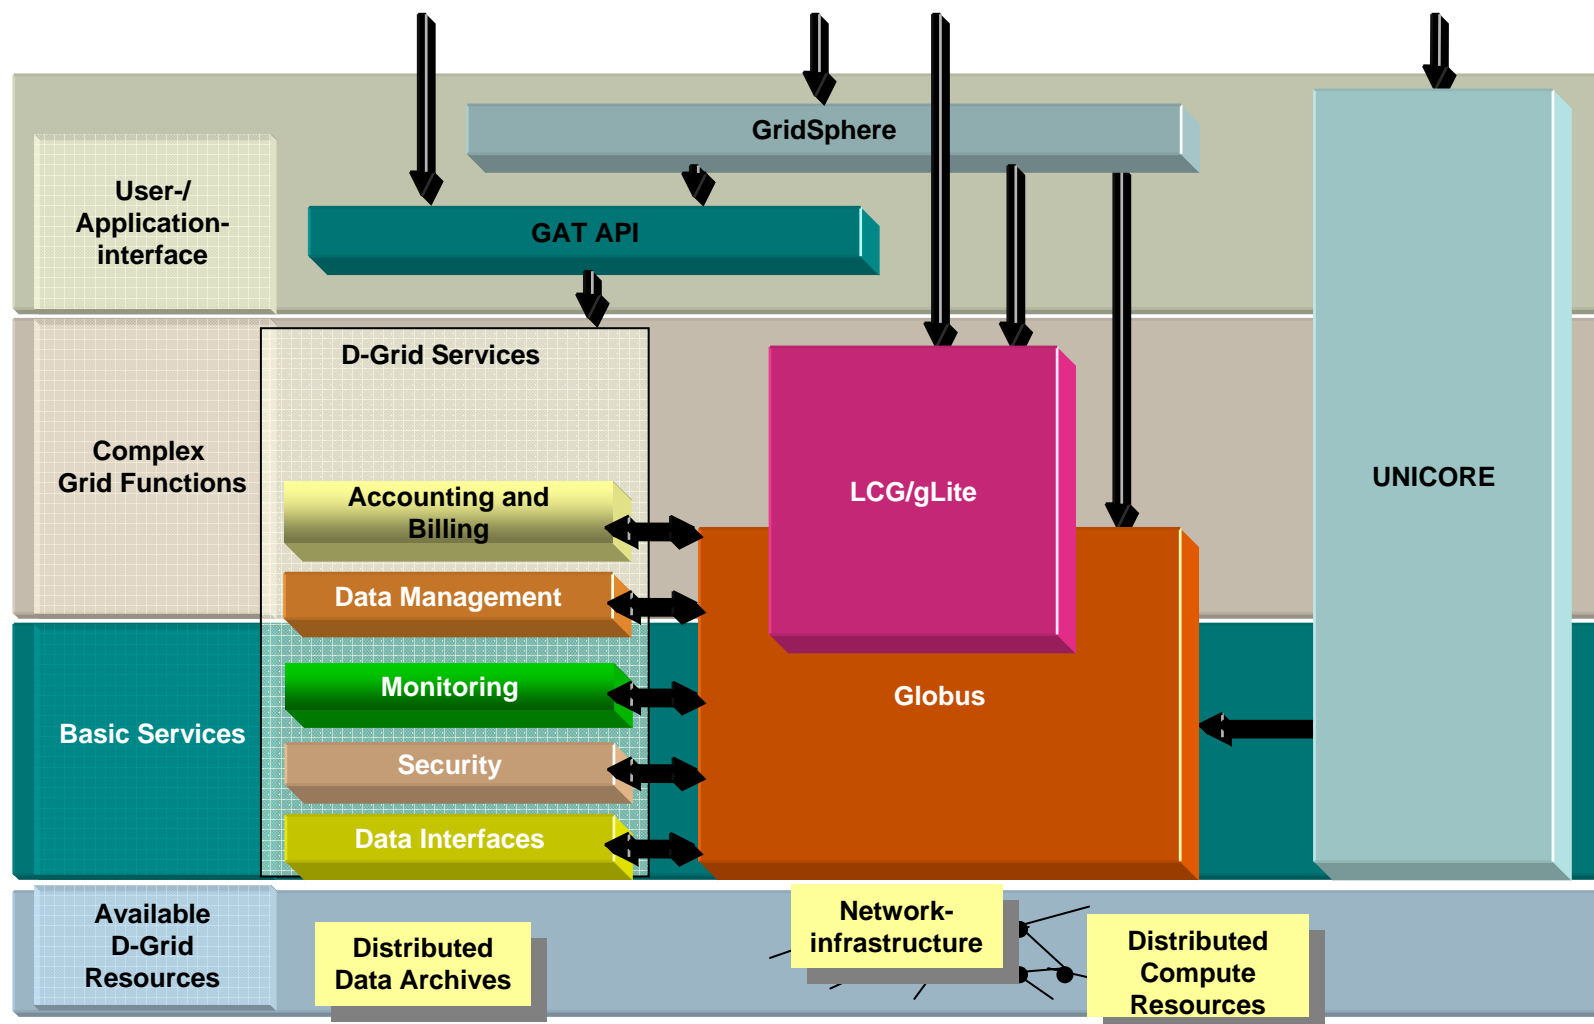 GridSphere
User-/
Application-
interface
GAT API
D-Grid Services
Complex
Grid Functions
Accounting and
Billing
LCG/gLite
UNICORE
Data Management
Monitoring
Globus
Basic Services
Security
Data Interfaces
Available
D-Grid
Resources
Distributed
Data Archives
Network-
infrastructure
Distributed
Compute
Resources